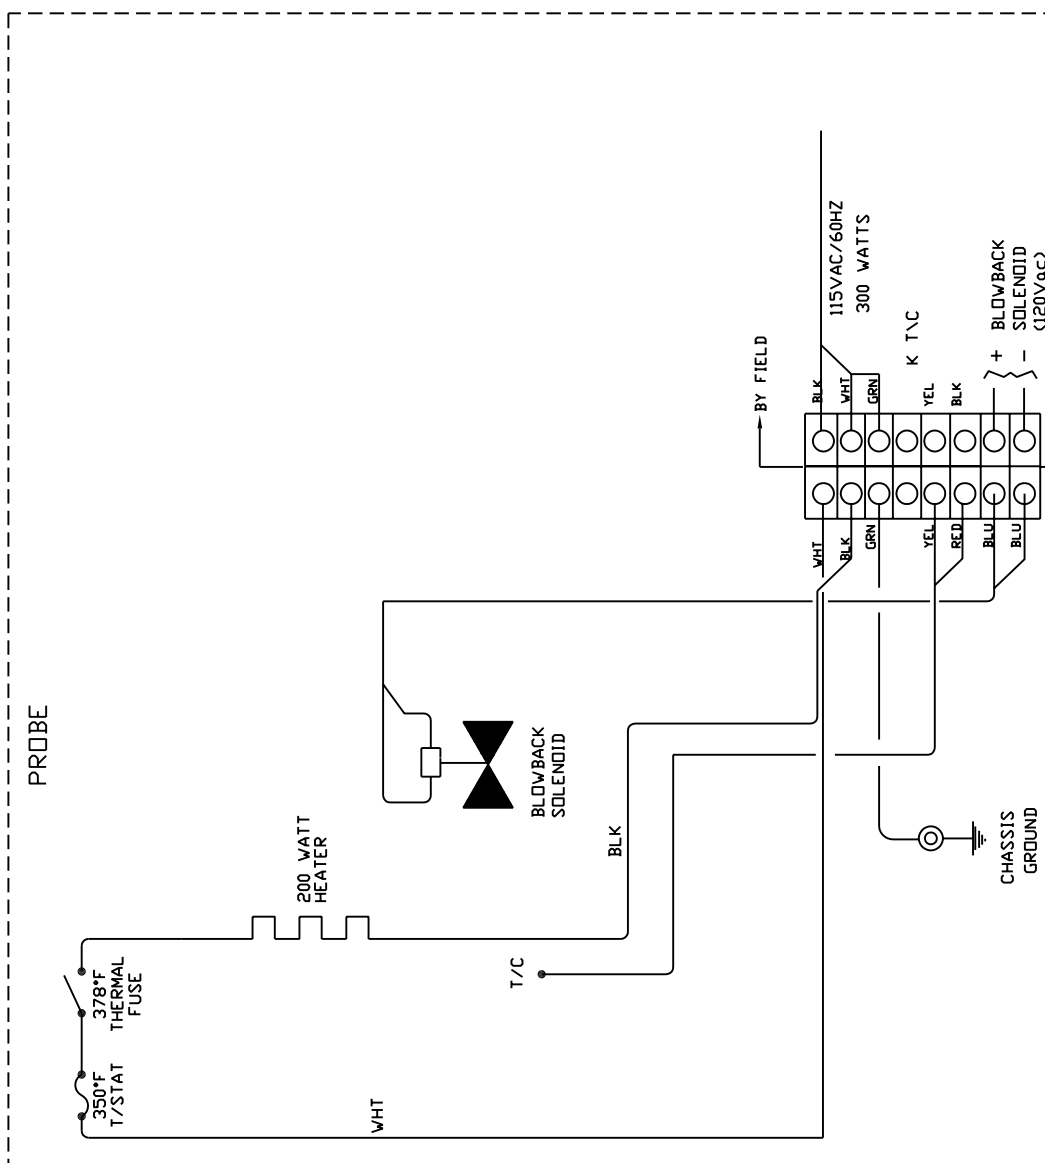 PROBE
350°F
T/STAT
378°F
THERMAL
FUSE
200 WATT
HEATER
WHT
BLK
T/C
BLOWBACK
SOLENOID
BY FIELD
115VAC/60HZ
300 WATTS
K T\C
BLOWBACK
SOLENOID
(120Vac)
+
-
BLK
WHT
GRN
YEL
BLK
WHT
BLK
GRN
YEL
RED
BLU
BLU
CHASSIS
GROUND